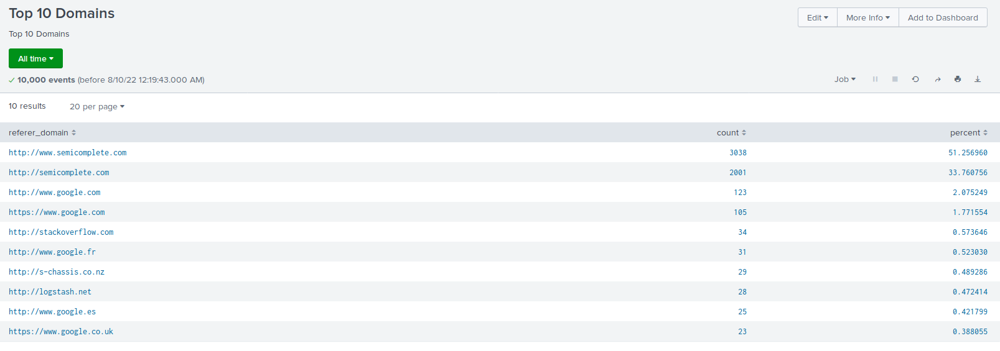 Top 10 Domains
Edit More Info Add to Dashboard
Top 10 Domains
All time
10,000 events (before 8/10/22 12:19:43.000 AM)
Job
10 results 20 per page
referer_domain count percent
http://www.semicomplete.com 3038 51.256960
http://semicomplete.com 2001 33.760756
http://www.google.com 123 2.075249
https://www.google.com 105 1.771554
http://stackoverflow.com 34 0.573646
http://www.google.fr 31 0.523030
http://s-chassis.co.nz 29 0.489286
http://logstash.net 28 0.472414
http://www.google.es 25 0.421799
https://www.google.co.uk 23 0.388055